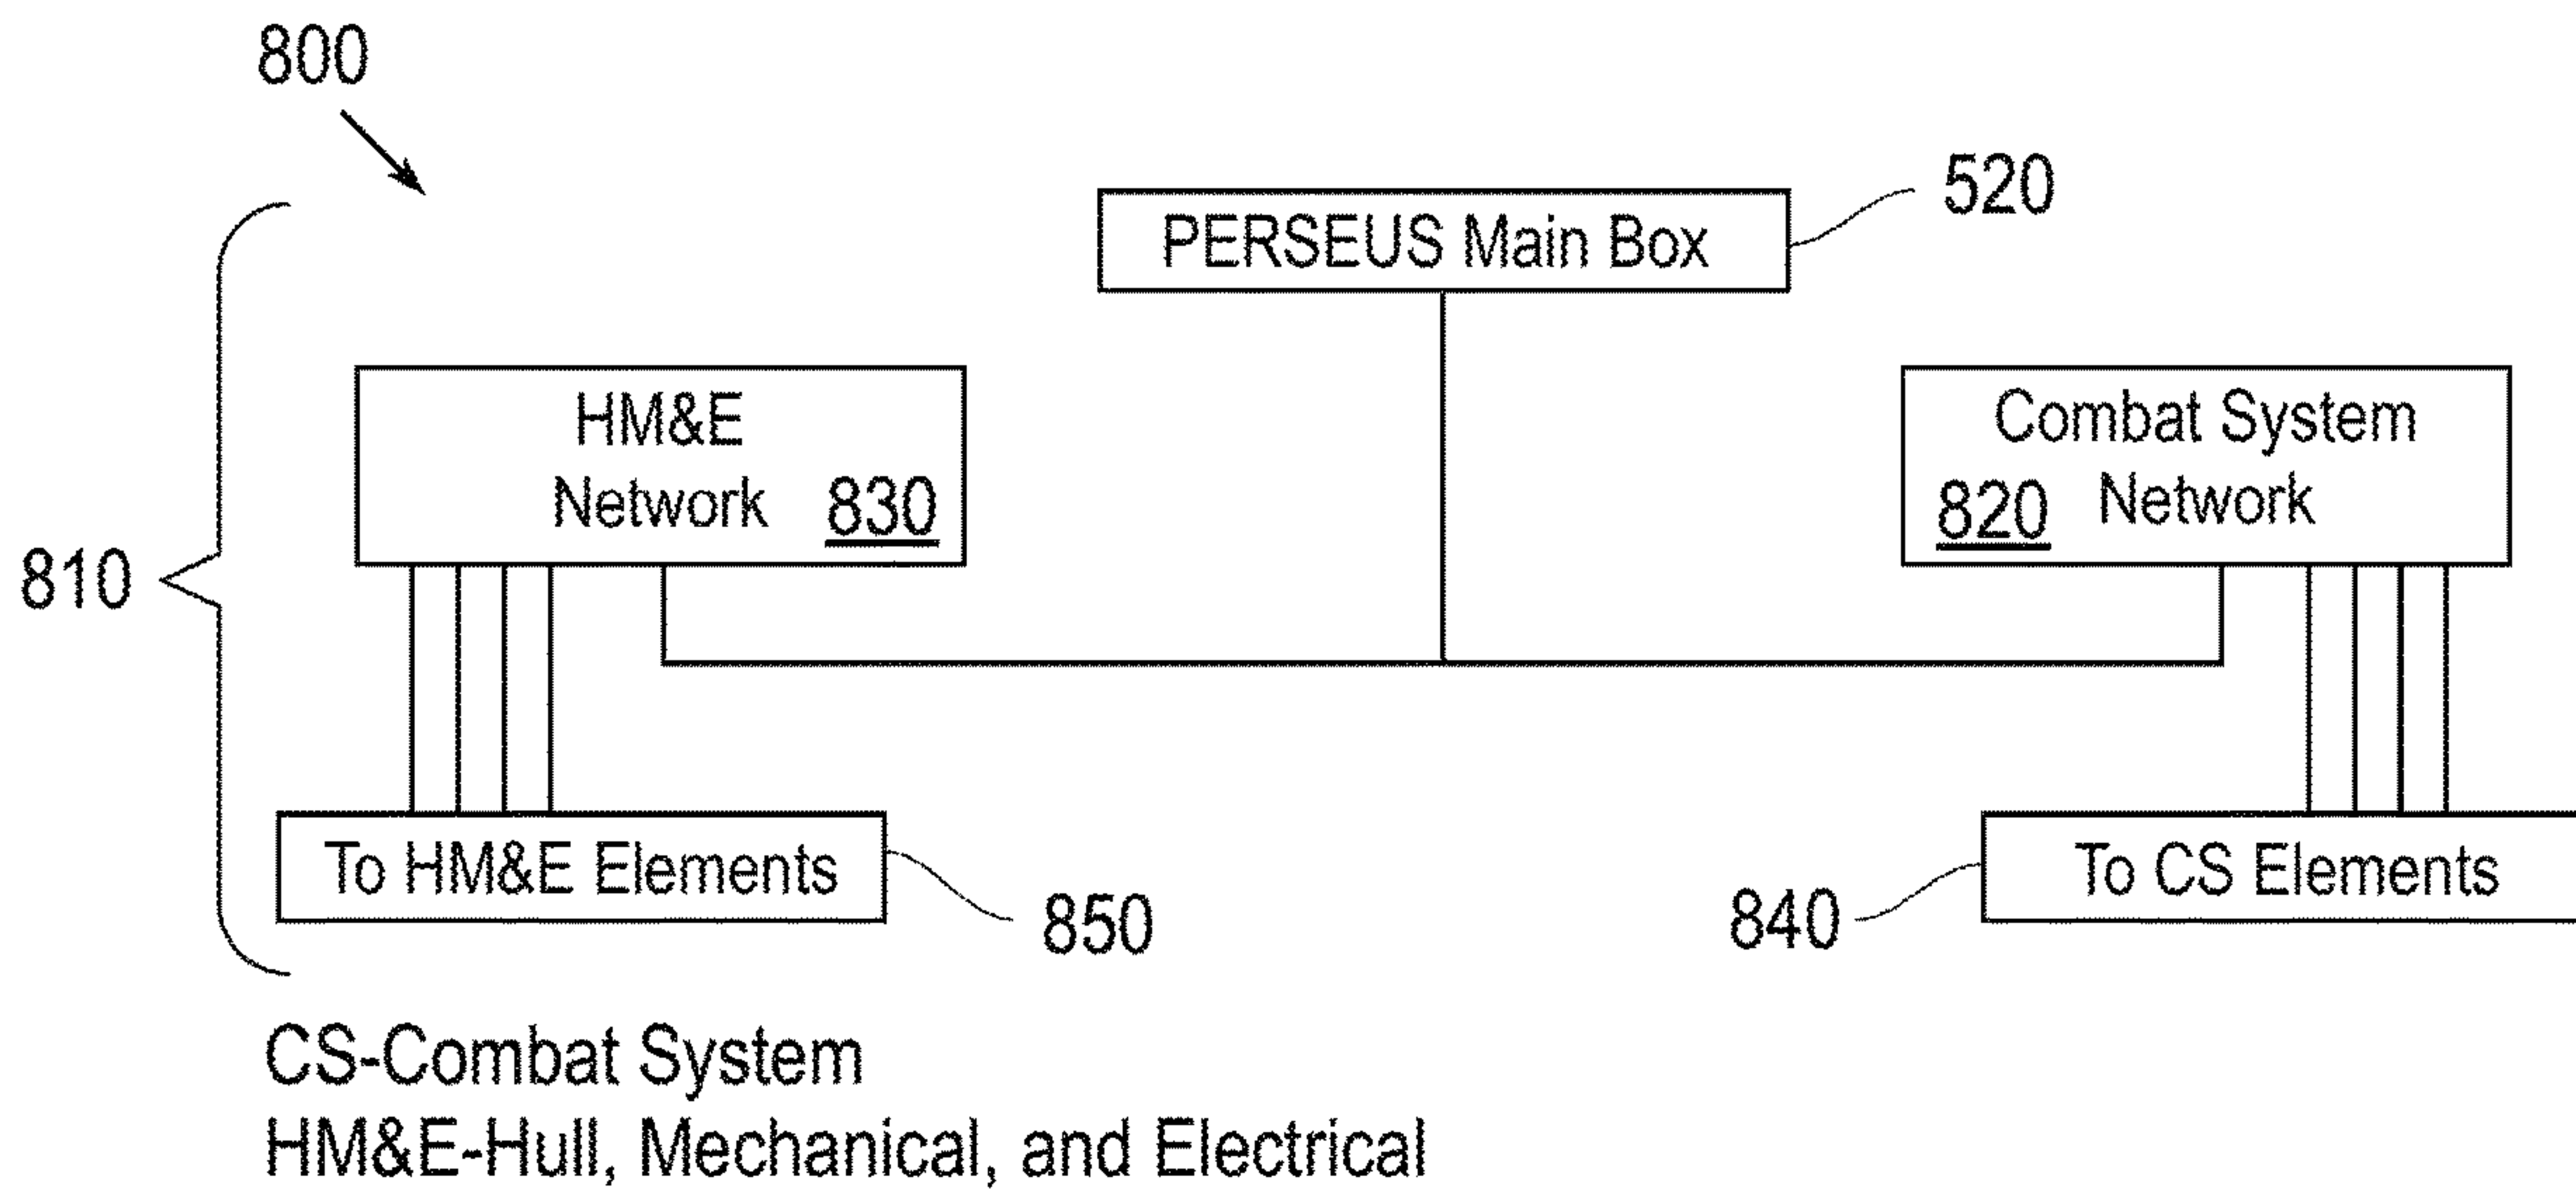 800
520
PERSEUS Main Box
HM&E
Network 830
Combat System
820 Network
810
To HM&E Elements
850
840
To CS Elements
CS-Combat System
HM&E-Hull, Mechanical, and Electrical